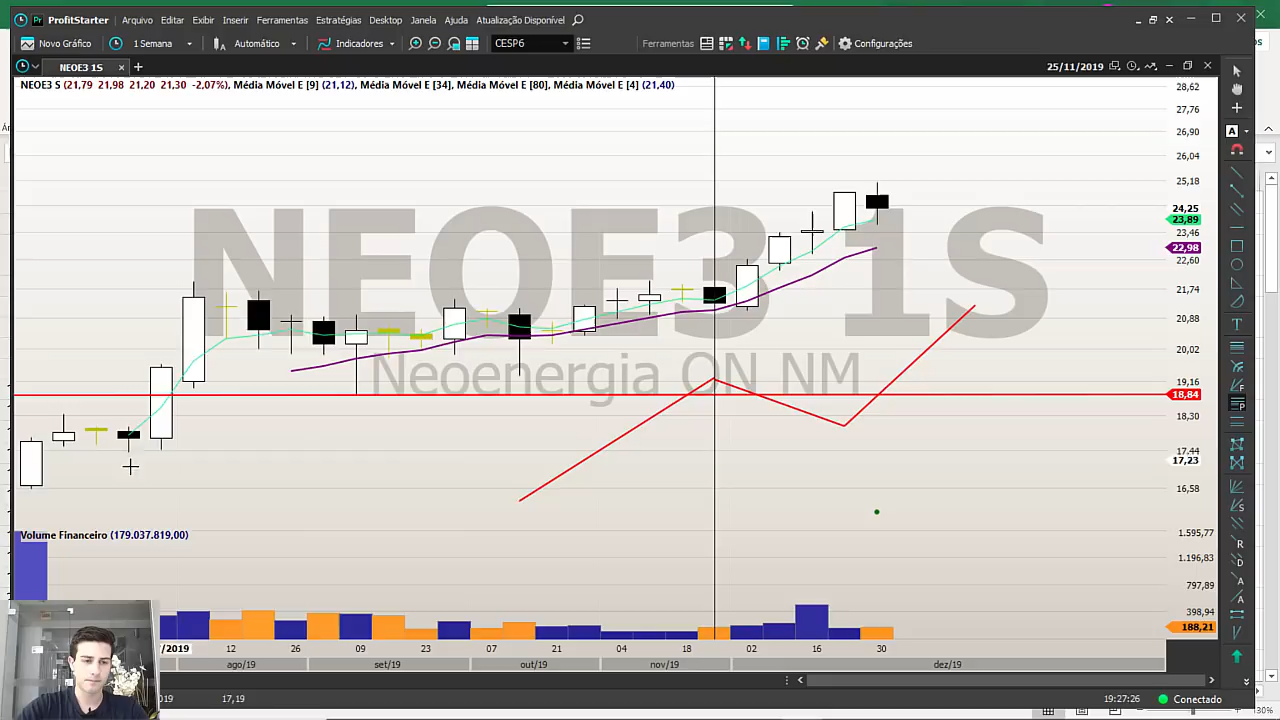 ProfitStarter Arquivo Editar Exibir Inserir Ferramentas Estratégias Desktop Janela Ajuda Atualização Disponível
Novo Gráfico 1 Semana Automático Indicadores CESP6 Ferramentas Configurações
NEOE3 1S 25/11/2019
NEOE3 S (21,79 21,98 21,20 21,30 -2,07%), Média Móvel E [9] (21,12), Média Móvel E [34], Média Móvel E [80], Média Móvel E [4] (21,40)
28,62
27,76
26,90
26,04
25,18
24,25
23,89
23,46
22,98
22,60
21,74
20,88
20,02
19,16
18,84
18,30
17,44
17,23
16,58
NEOE3 1S
Neoenergia ON NM
Volume Financeiro (179.037.819,00)
1.595,77
1.196,83
797,89
398,94
188,21
/2019 12 26 09 23 07 21 04 18 02 16 30
ago/19 set/19 out/19 nov/19 dez/19
2019 17,19 19:27:26 Conectado
30%